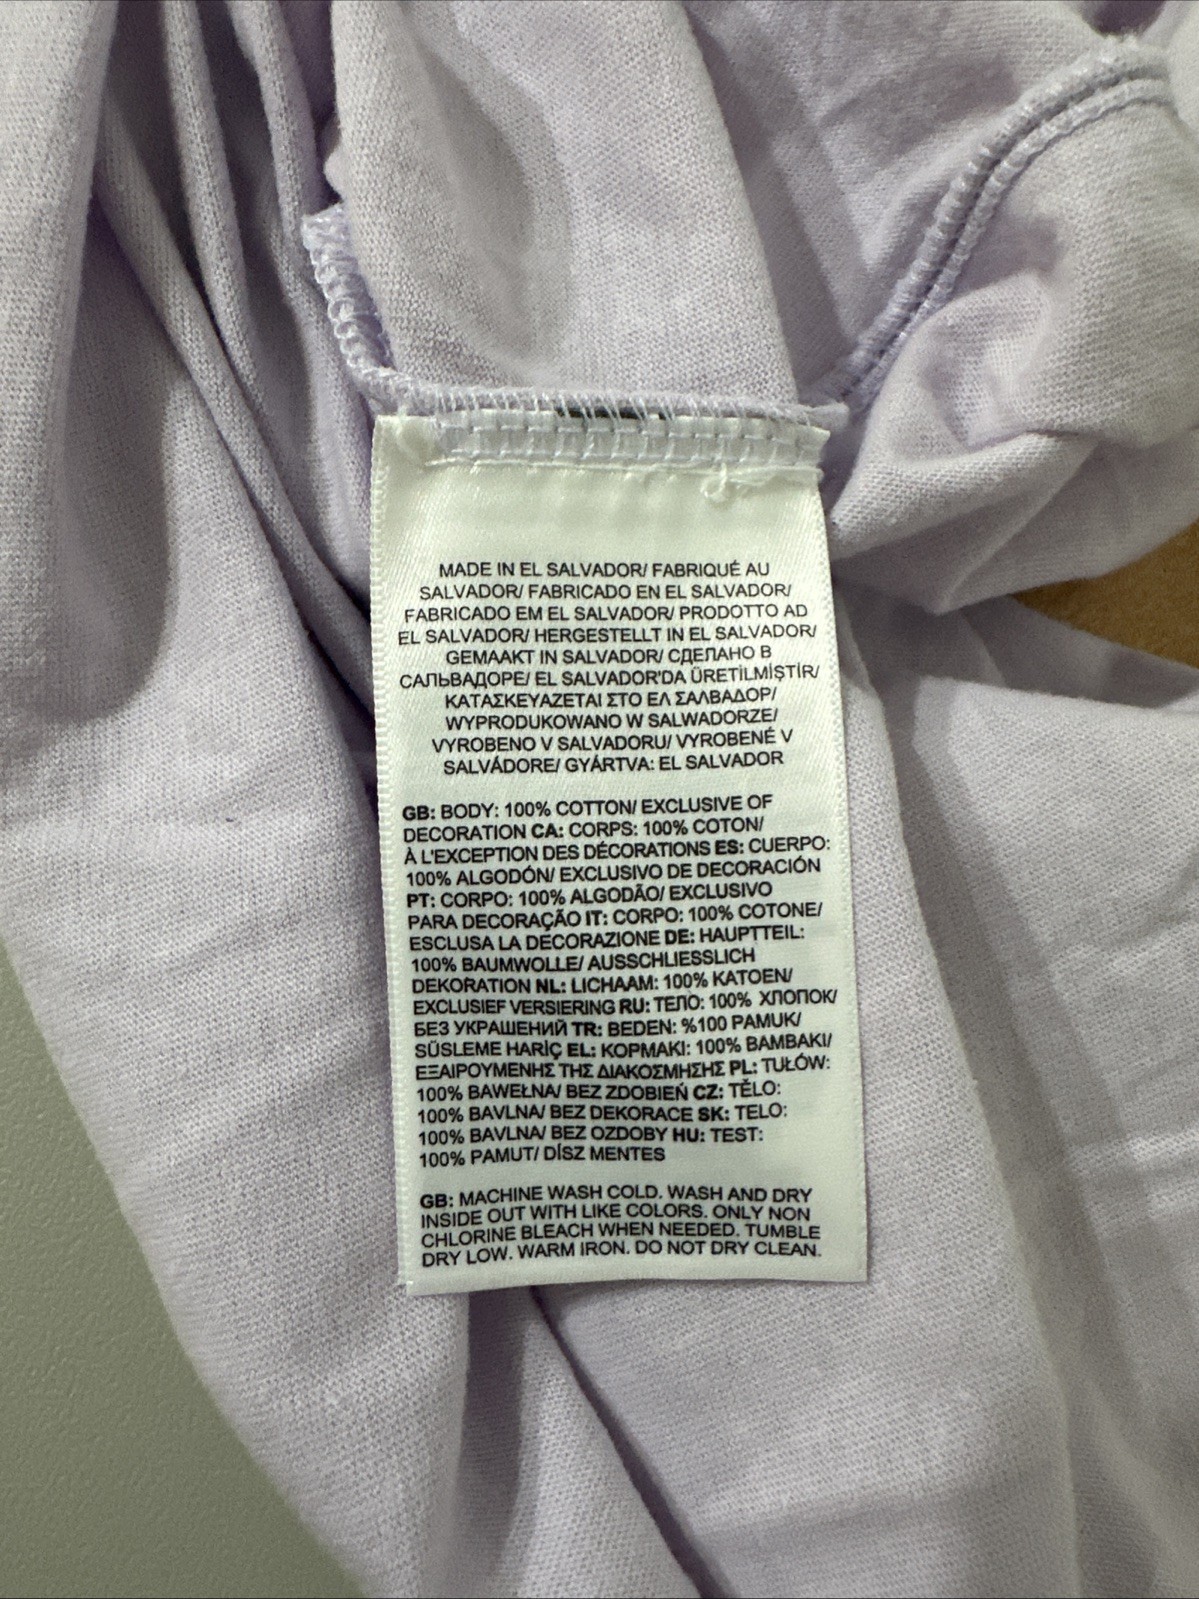 MADE IN EL SALVADOR/ FABRIQUÉ AU
SALVADOR/ FABRICADO EN EL SALVADOR/
FABRICADO EM EL SALVADOR/ PRODOTTO AD
EL SALVADOR/ HERGESTELLT IN EL SALVADOR/
GEMAAKT IN SALVADOR/ СДЕЛАНО В
САЛЬВАДОРЕ/ EL SALVADOR'DA ÜRETİLMİŞTİR/
ΚΑΤΑΣΚΕΥΑΖΕΤΑΙ ΣΤΟ ΕΛ ΣΑΛΒΑΔΟΡ/
WYPRODUKOWANO W SALWADORZE/
VYROBENO V SALVADORU/ VYROBENÉ V
SALVÁDORE/ GYÁRTVA: EL SALVADOR
GB: BODY: 100% COTTON/ EXCLUSIVE OF
DECORATION CA: CORPS: 100% COTON/
À L'EXCEPTION DES DÉCORATIONS ES: CUERPO:
100% ALGODÓN/ EXCLUSIVO DE DECORACIÓN
PT: CORPO: 100% ALGODÃO/ EXCLUSIVO
PARA DECORAÇÃO IT: CORPO: 100% COTONE/
ESCLUSA LA DECORAZIONE DE: HAUPTTEIL:
100% BAUMWOLLE/ AUSSCHLIESSLICH
DEKORATION NL: LICHAAM: 100% KATOEN/
EXCLUSIEF VERSIERING RU: ТЕЛО: 100% ХЛОПОК/
БЕЗ УКРАШЕНИЙ TR: BEDEN: %100 PAMUK/
SÜSLEME HARİÇ EL: ΚΟΡΜΑΚΙ: 100% ΒΑΜΒΑΚΙ/
ΕΞΑΙΡΟΥΜΕΝΗΣ ΤΗΣ ΔΙΑΚΟΣΜΗΣΗΣ PL: TUŁÓW:
100% BAWEŁNA/ BEZ ZDOBIEŃ CZ: TĚLO:
100% BAVLNA/ BEZ DEKORACE SK: TELO:
100% BAVLNA/ BEZ OZDOBY HU: TEST:
100% PAMUT/ DÍSZ MENTES
GB: MACHINE WASH COLD. WASH AND DRY
INSIDE OUT WITH LIKE COLORS. ONLY NON
CHLORINE BLEACH WHEN NEEDED. TUMBLE
DRY LOW. WARM IRON. DO NOT DRY CLEAN.